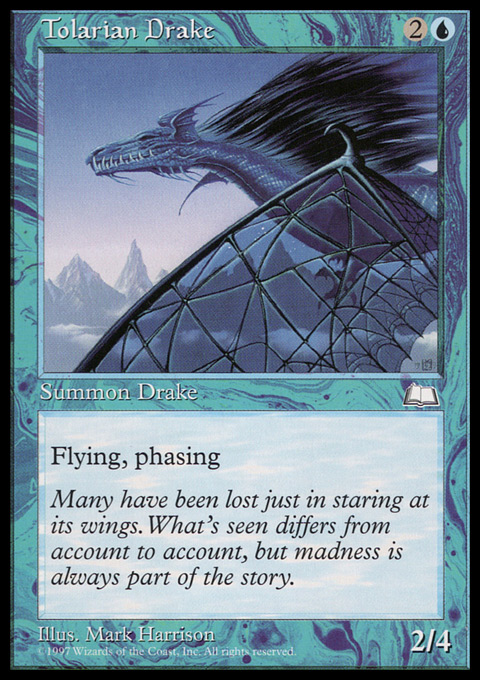 Tolarian Drake 2
Summon Drake
Flying, phasing
Many have been lost just in staring at
its wings. What's seen differs from
account to account, but madness is
always part of the story.
Illus. Mark Harrison
©1997 Wizards of the Coast, Inc. All rights reserved.
2/4